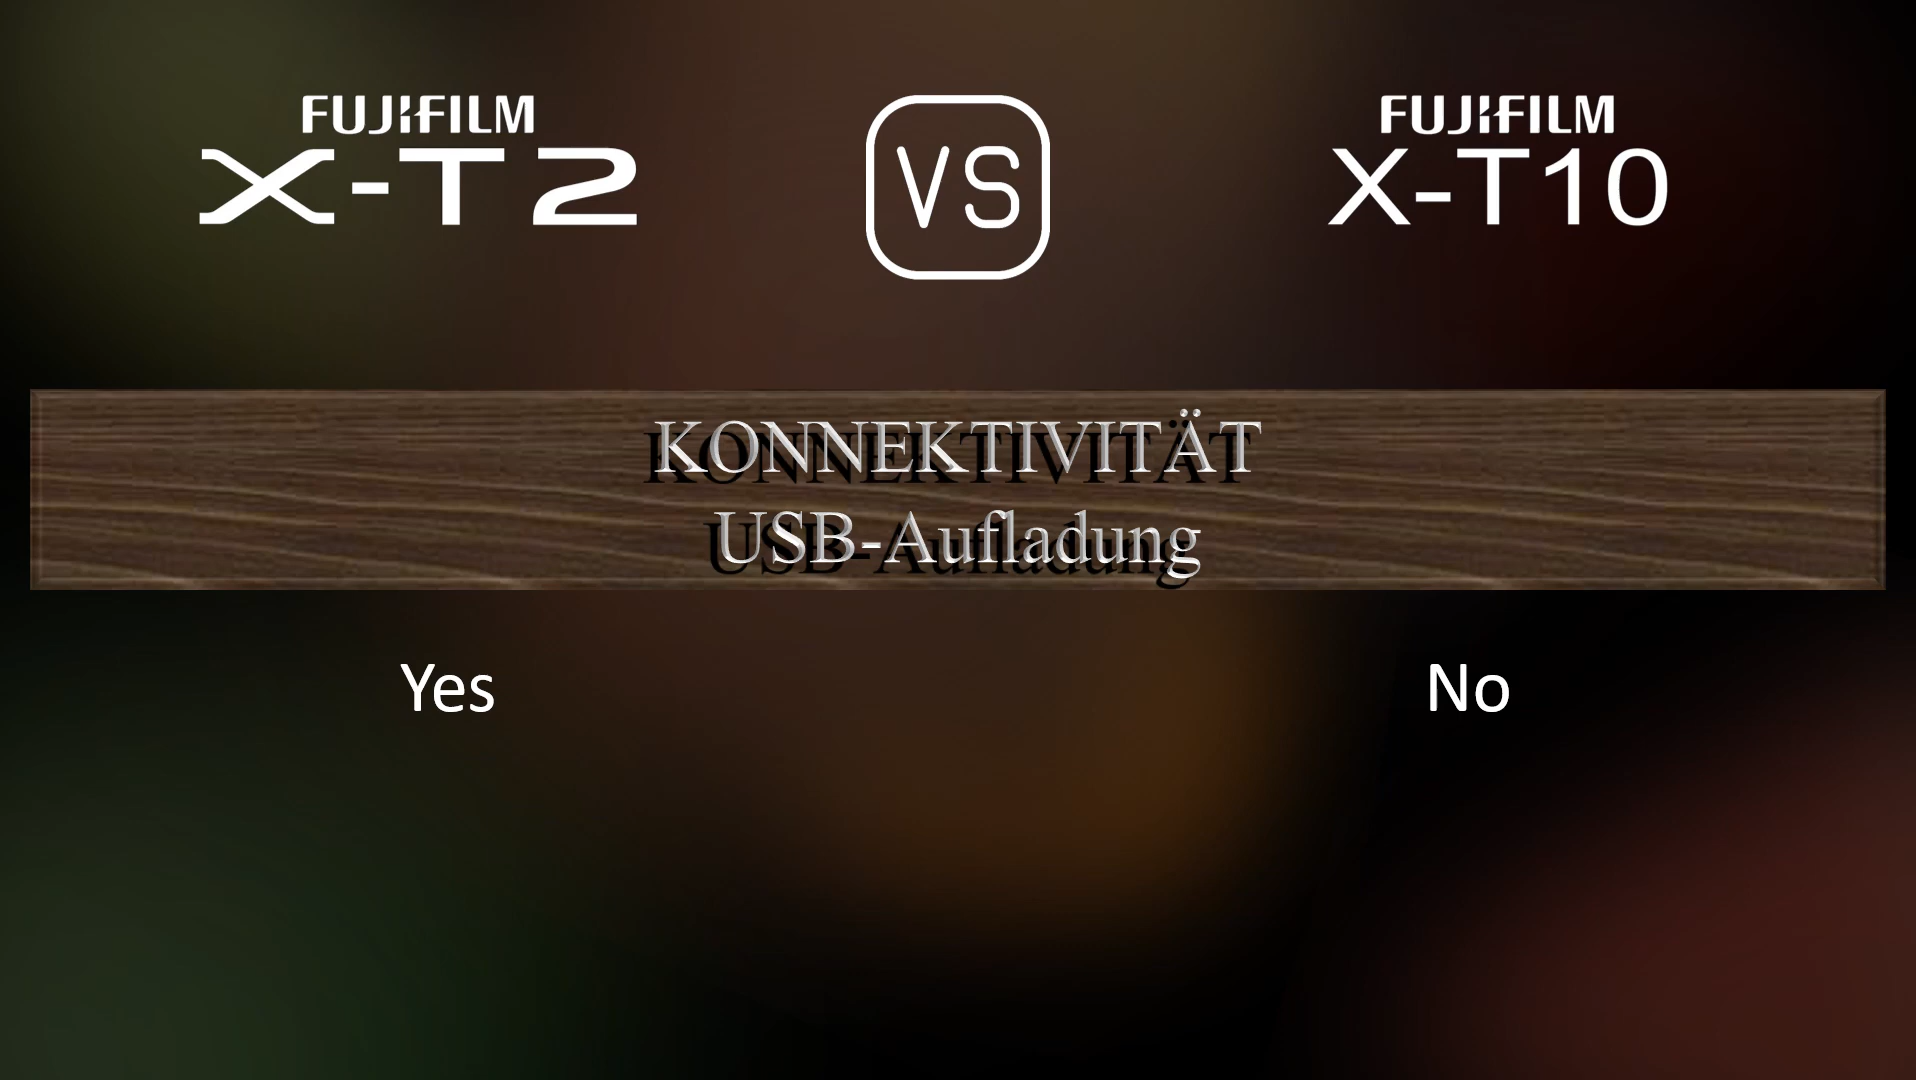 FUJIFILM
X-T2
VS
FUJIFILM
X-T10
KONNEKTIVITÄT
USB-Aufladung
Yes
No